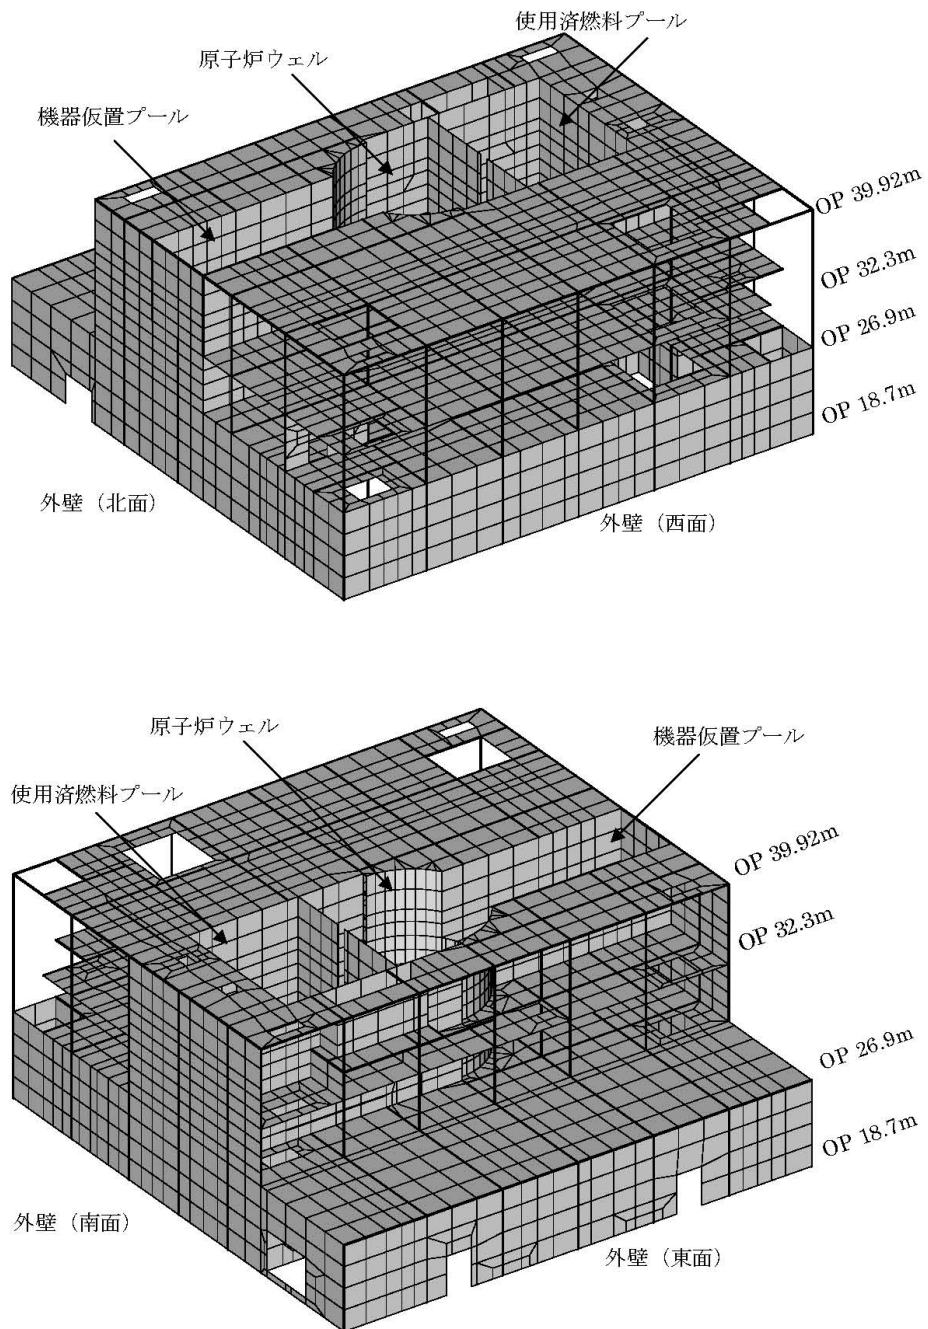 使用済燃料プール
原子炉ウェル
機器仮置プール
OP 39.92m
OP 32.3m
OP 26.9m
OP 18.7m
外壁（北面）
外壁（西面）
原子炉ウェル
機器仮置プール
使用済燃料プール
OP 39.92m
OP 32.3m
OP 26.9m
OP 18.7m
外壁（南面）
外壁（東面）